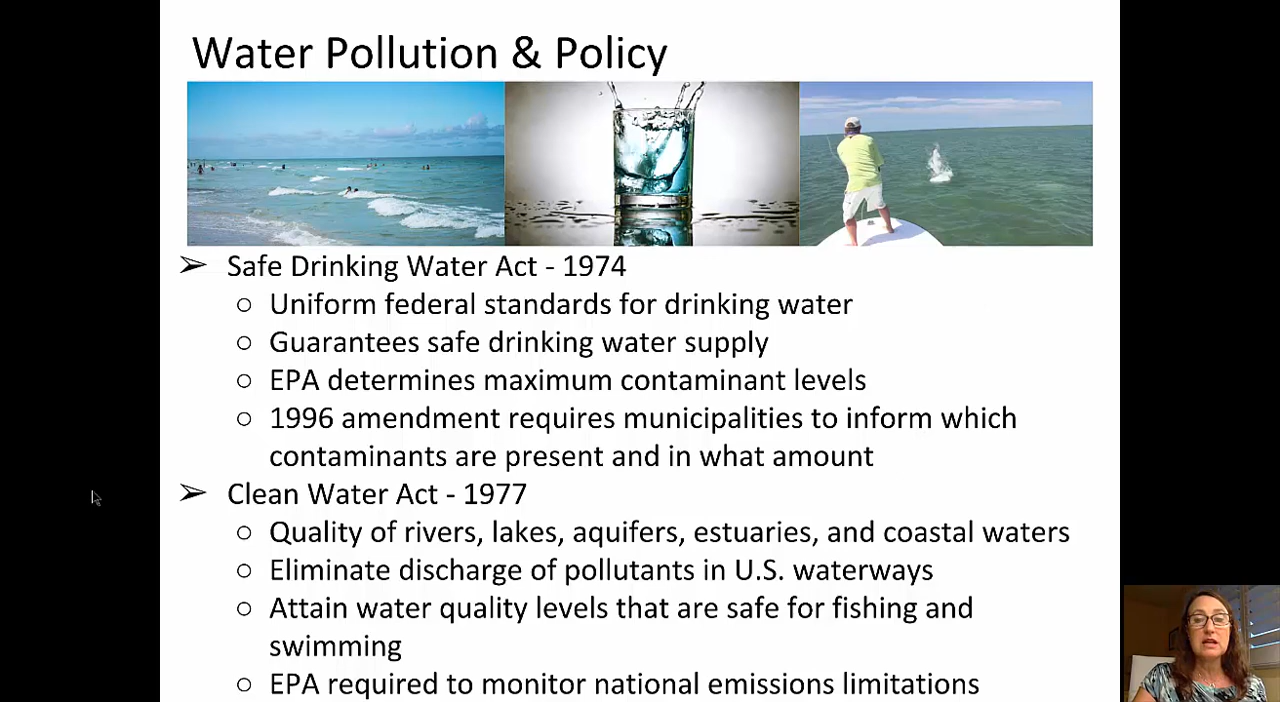 Water Pollution & Policy
➢ Safe Drinking Water Act - 1974
○ Uniform federal standards for drinking water
○ Guarantees safe drinking water supply
○ EPA determines maximum contaminant levels
○ 1996 amendment requires municipalities to inform which
contaminants are present and in what amount
➢ Clean Water Act - 1977
○ Quality of rivers, lakes, aquifers, estuaries, and coastal waters
○ Eliminate discharge of pollutants in U.S. waterways
○ Attain water quality levels that are safe for fishing and
swimming
○ EPA required to monitor national emissions limitations